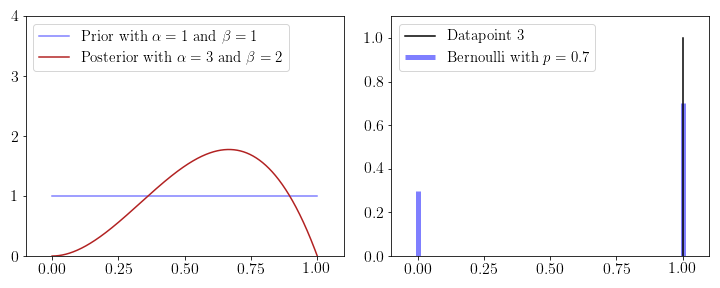 Prior with α = 1 and β = 1
Posterior with α = 3 and β = 2
4
3
2
1
0
0.00 0.25 0.50 0.75 1.00
Datapoint 3
Bernoulli with p = 0.7
1.0
0.8
0.6
0.4
0.2
0.0
0.00 0.25 0.50 0.75 1.00